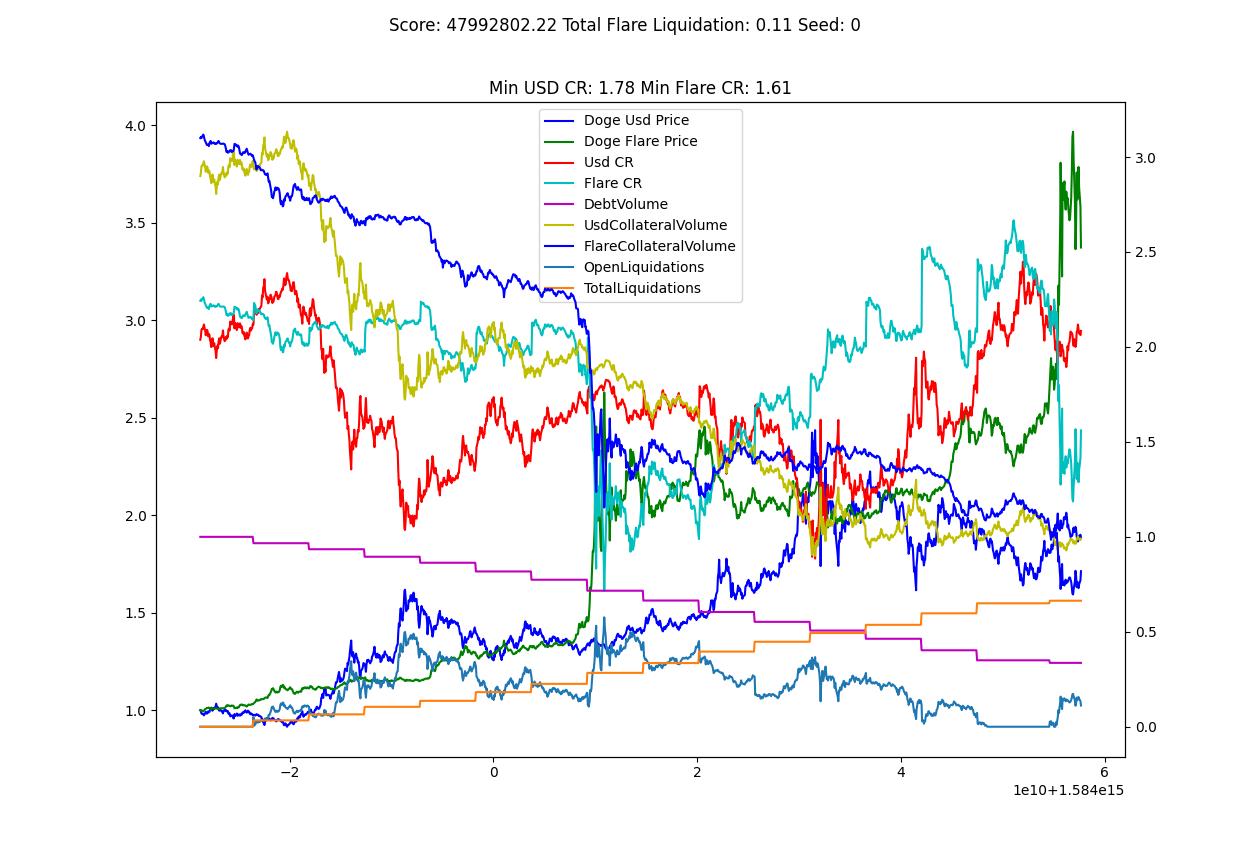 Score: 47992802.22 Total Flare Liquidation: 0.11 Seed: 0
Min USD CR: 1.78 Min Flare CR: 1.61
Doge Usd Price
Doge Flare Price
Usd CR
Flare CR
DebtVolume
UsdCollateralVolume
FlareCollateralVolume
OpenLiquidations
TotalLiquidations
4.0
3.5
3.0
2.5
2.0
1.5
1.0
3.0
2.5
2.0
1.5
1.0
0.5
0.0
−2
0
2
4
6
1e10+1.584e15